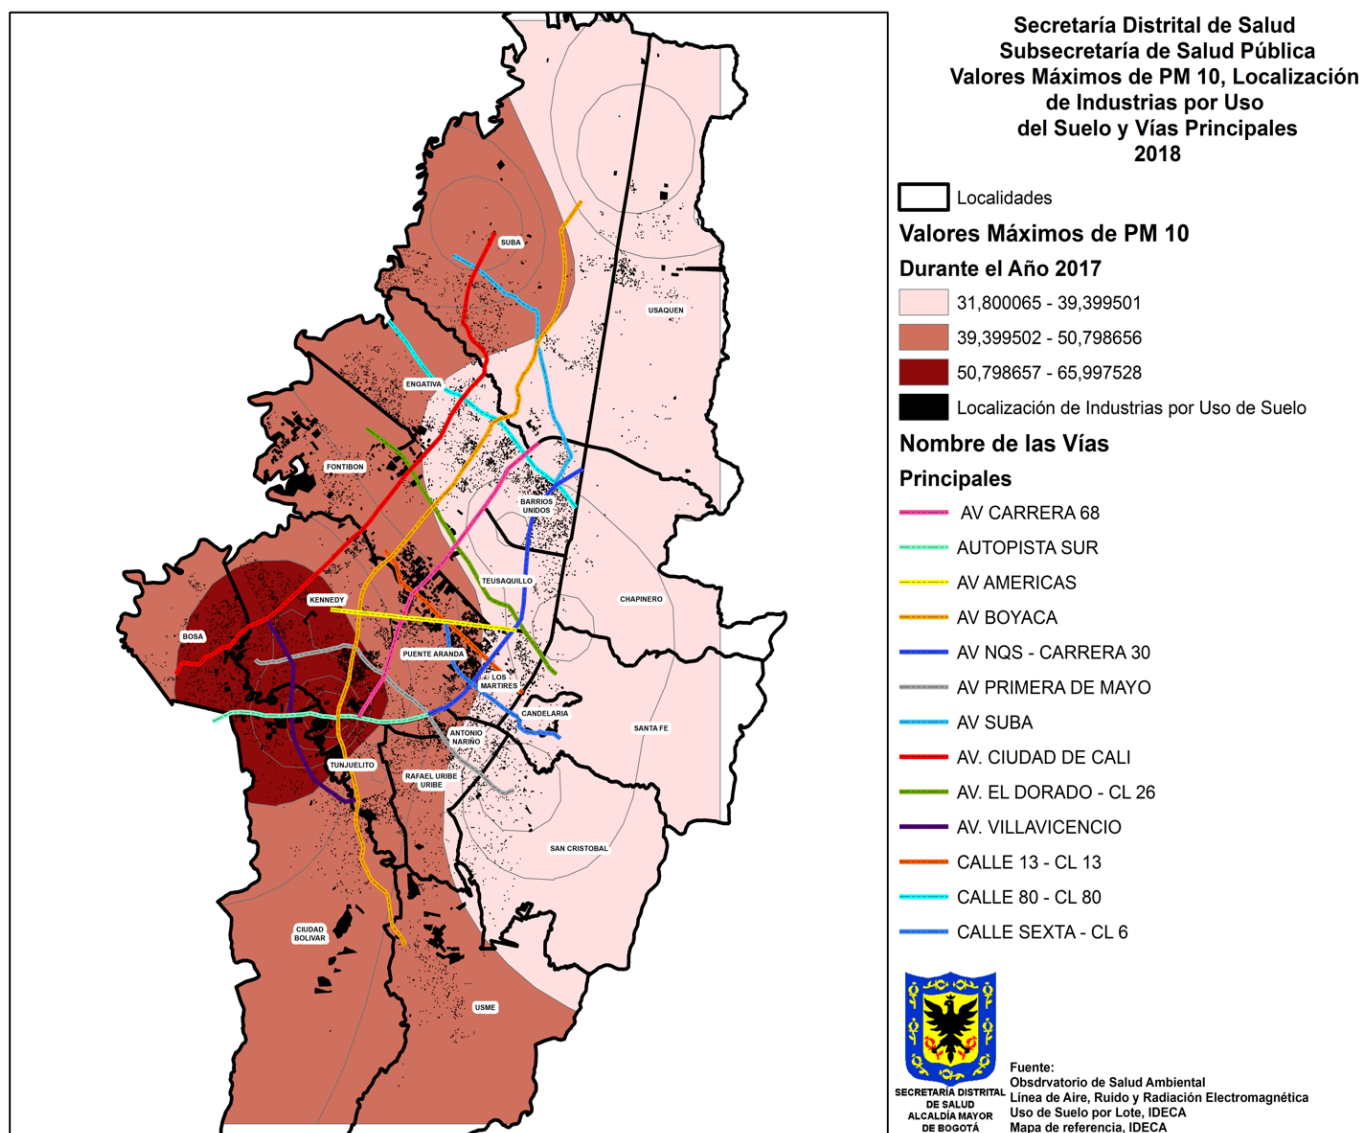 Secretaría Distrital de Salud
Subsecretaría de Salud Pública
Valores Máximos de PM 10, Localización
de Industrias por Uso
del Suelo y Vías Principales
2018
Localidades
Valores Máximos de PM 10
Durante el Año 2017
31,800065 - 39,399501
39,399502 - 50,798656
50,798657 - 65,997528
Localización de Industrias por Uso de Suelo
Nombre de las Vías
Principales
AV CARRERA 68
AUTOPISTA SUR
AV AMERICAS
AV BOYACA
AV NQS - CARRERA 30
AV PRIMERA DE MAYO
AV SUBA
AV. CIUDAD DE CALI
AV. EL DORADO - CL 26
AV. VILLAVICENCIO
CALLE 13 - CL 13
CALLE 80 - CL 80
CALLE SEXTA - CL 6
SECRETARÍA DISTRITAL
DE SALUD
ALCALDÍA MAYOR
DE BOGOTÁ
Fuente:
Obsdrvatorio de Salud Ambiental
Línea de Aire, Ruido y Radiación Electromagnética
Uso de Suelo por Lote, IDECA
Mapa de referencia, IDECA
SUBA
USAQUEN
ENGATIVA
FONTIBON
BARRIOS
UNIDOS
TEUSAQUILLO
CHAPINERO
KENNEDY
BOSA
PUENTE ARANDA
LOS
MARTIRES
CANDELARIA
SANTA FE
ANTONIO
NARIÑO
TUNJUELITO
RAFAEL URIBE
URIBE
SAN CRISTOBAL
CIUDAD
BOLIVAR
USME